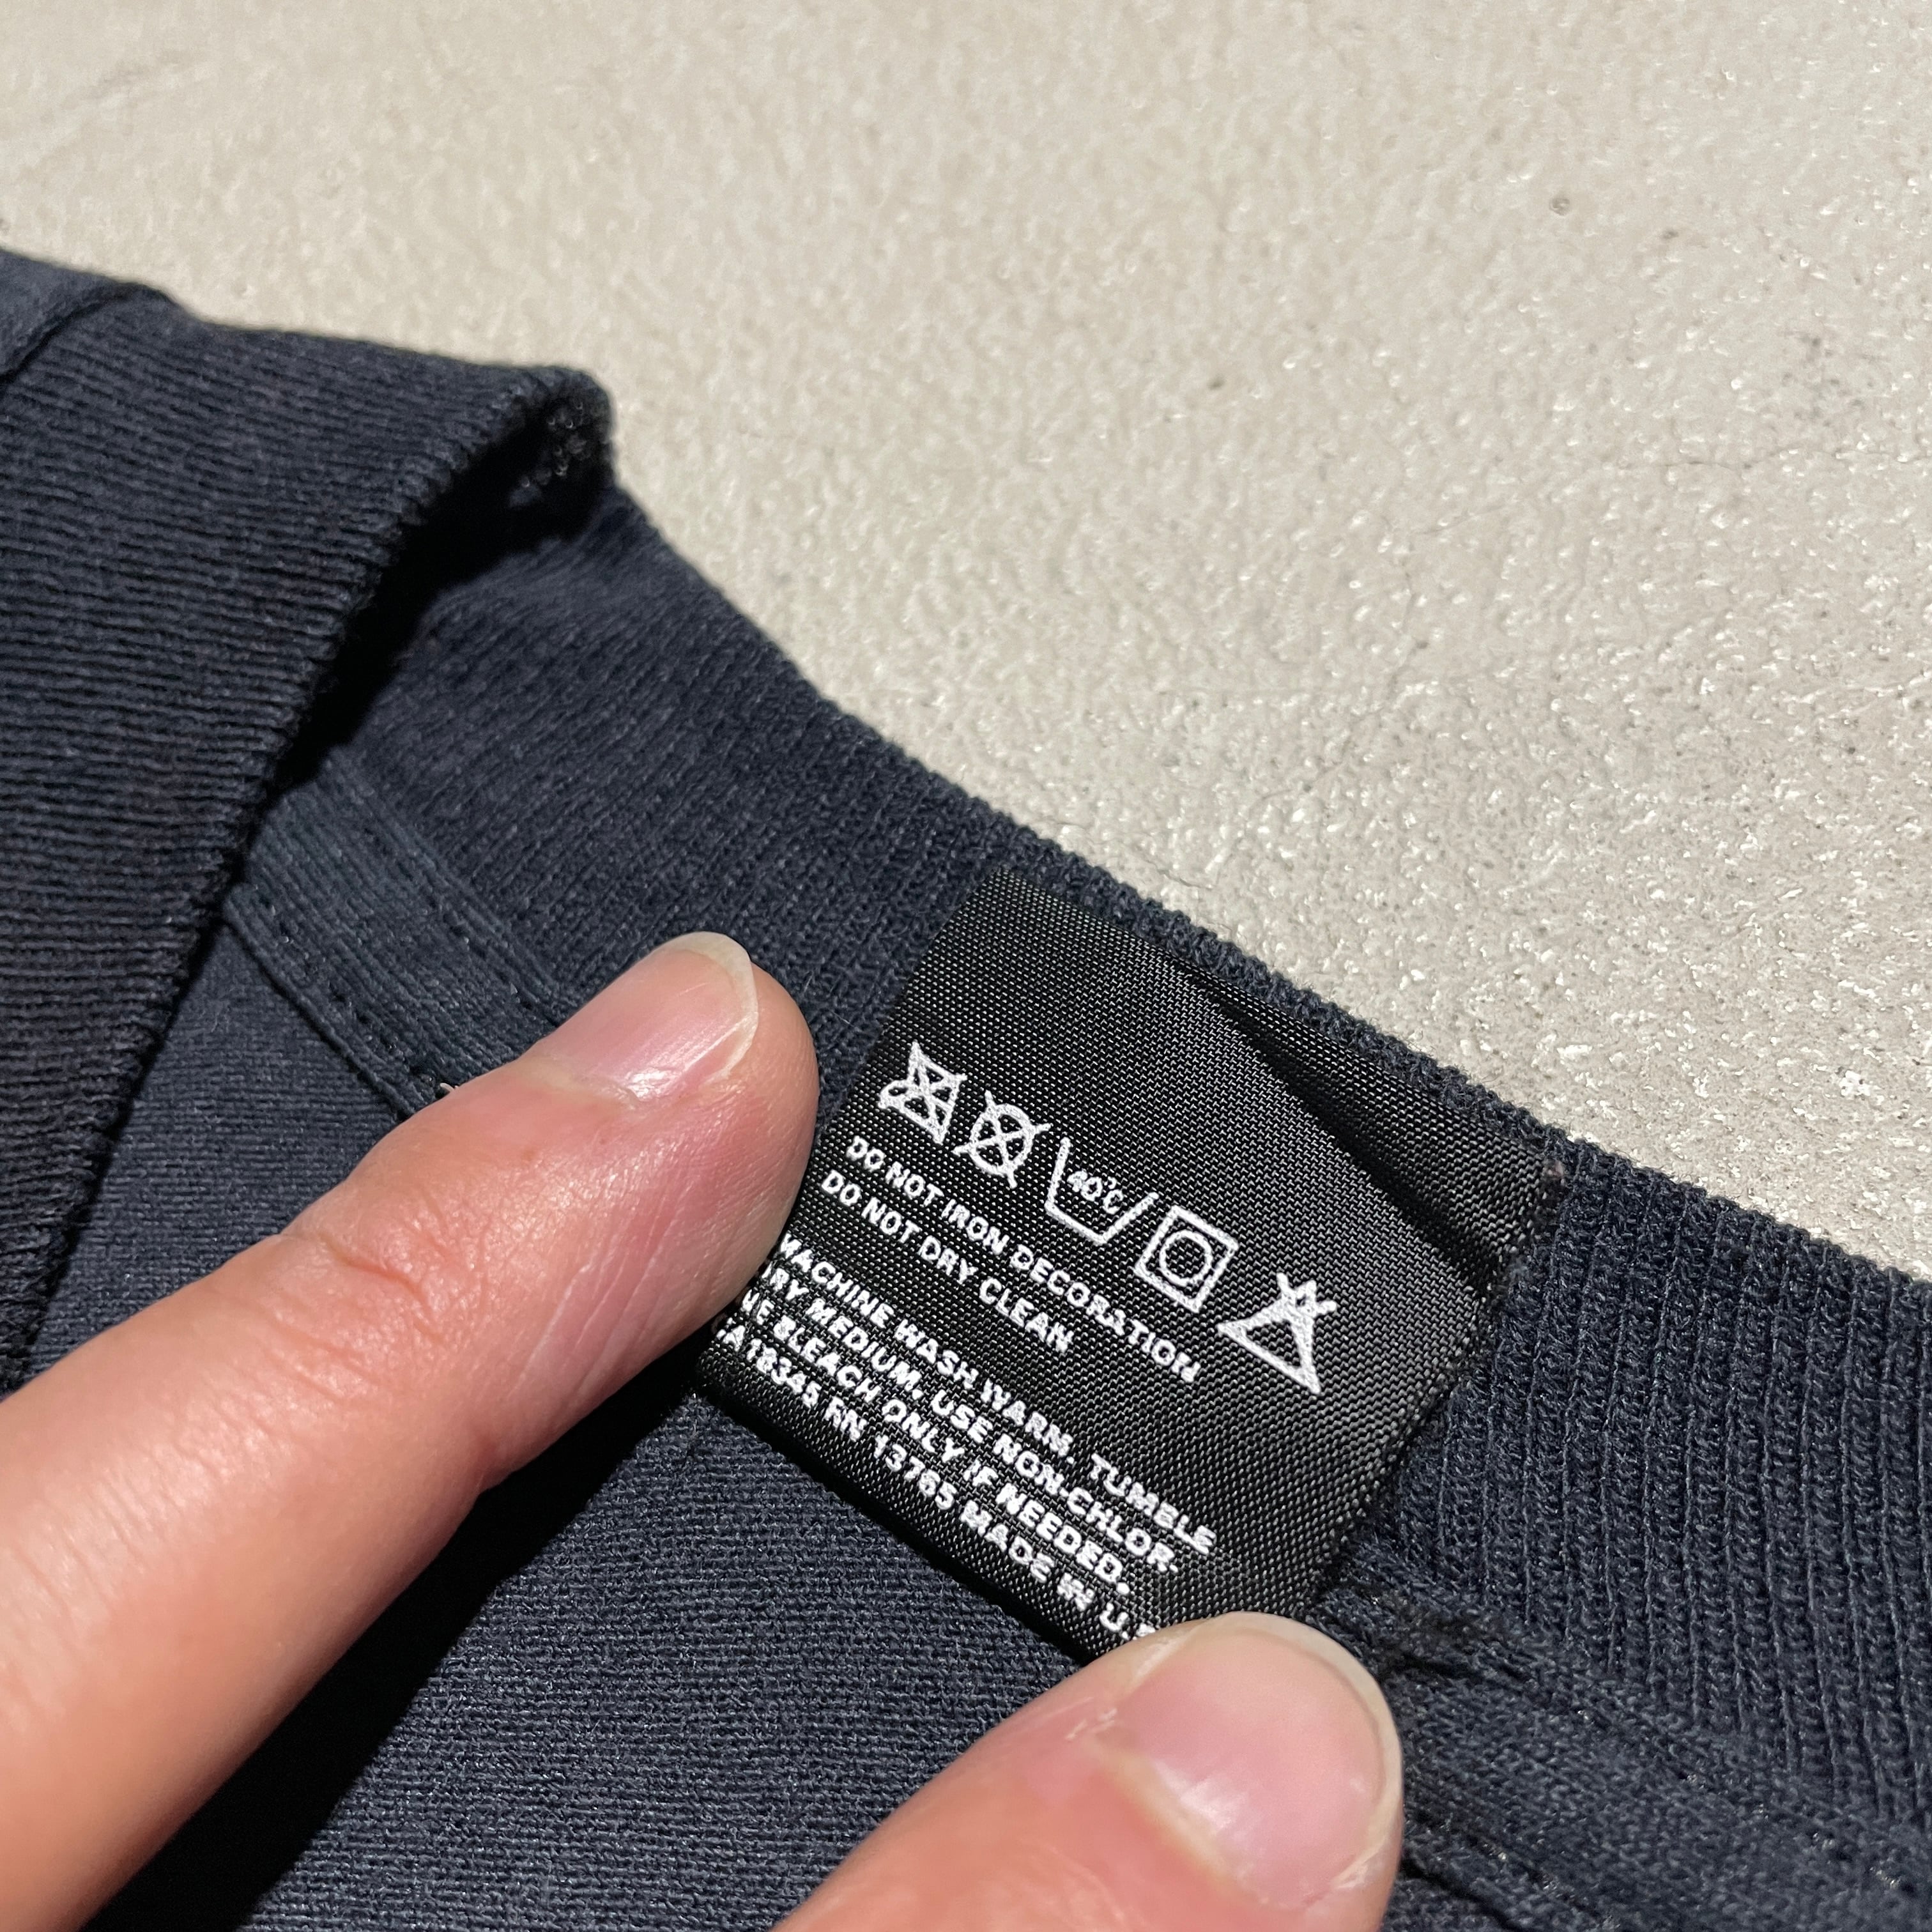 40°C
DO NOT IRON DECORATION
DO NOT DRY CLEAN
MACHINE WASH WARM. TUMBLE
DRY MEDIUM. USE NON-CHLOR-
BLEACH ONLY IF NEEDED.
18345 RN 13765 MADE IN U.S